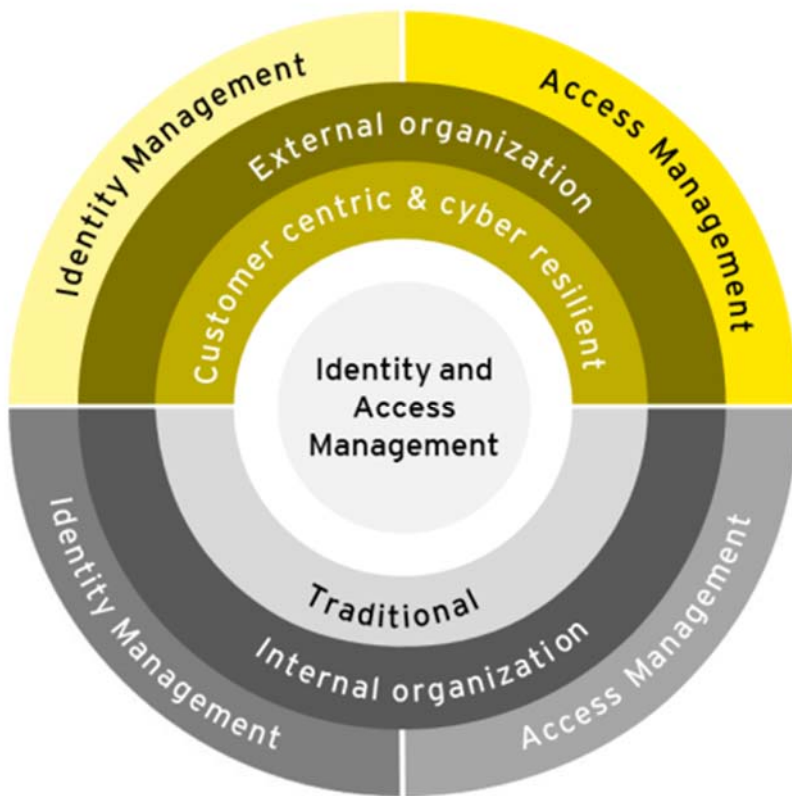 Identity Management
Access Management
External organization
Customer centric & cyber resilient
Identity and
Access
Management
Traditional
Internal organization
Identity Management
Access Management